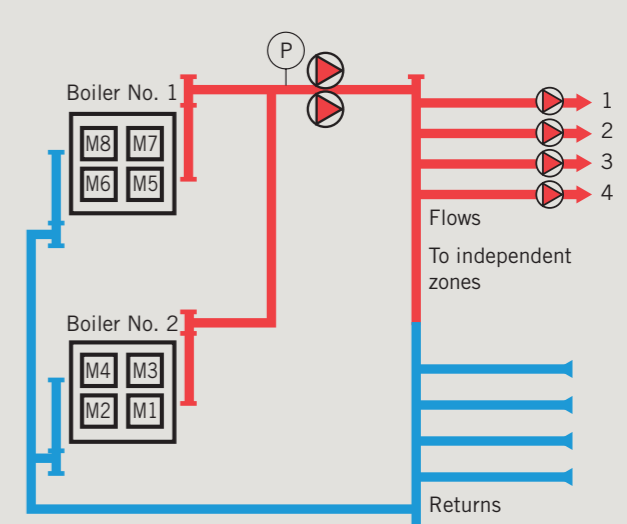 P
Boiler No. 1
M8 M7
M6 M5
1
2
3
4
Flows
To independent
zones
Boiler No. 2
M4 M3
M2 M1
Returns